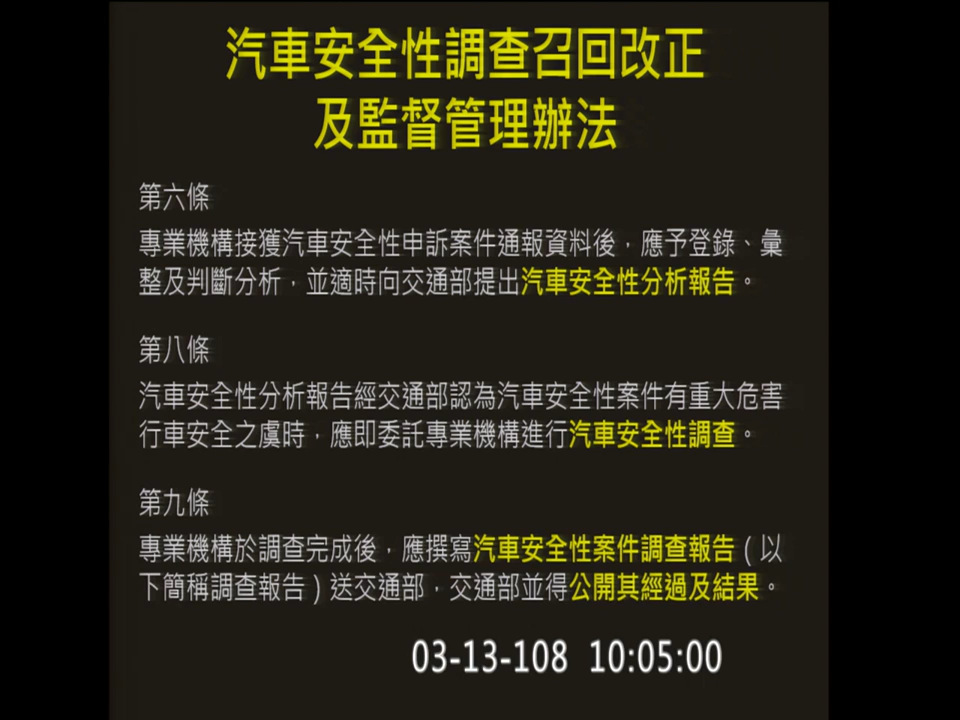 汽車安全性調查召回改正
及監督管理辦法
第六條
專業機構接獲汽車安全性申訴案件通報資料後，應予登錄、彙
整及判斷分析，並適時向交通部提出汽車安全性分析報告。
第八條
汽車安全性分析報告經交通部認為汽車安全性案件有重大危害
行車安全之虞時，應即委託專業機構進行汽車安全性調查。
第九條
專業機構於調查完成後，應撰寫汽車安全性案件調查報告（以
下簡稱調查報告）送交通部，交通部並得公開其經過及結果。
03-13-108 10:05:00